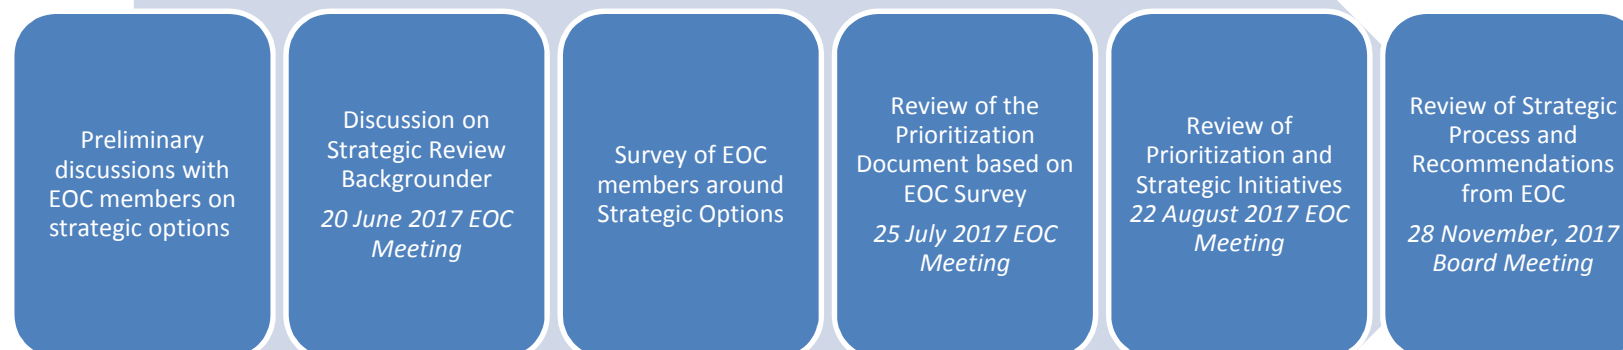 Preliminary
discussions with
EOC members on
strategic options
Discussion on
Strategic Review
Backgrounder
20 June 2017 EOC
Meeting
Survey of EOC
members around
Strategic Options
Review of the
Prioritization
Document based on
EOC Survey
25 July 2017 EOC
Meeting
Review of
Prioritization and
Strategic Initiatives
22 August 2017 EOC
Meeting
Review of Strategic
Process and
Recommendations
from EOC
28 November, 2017
Board Meeting